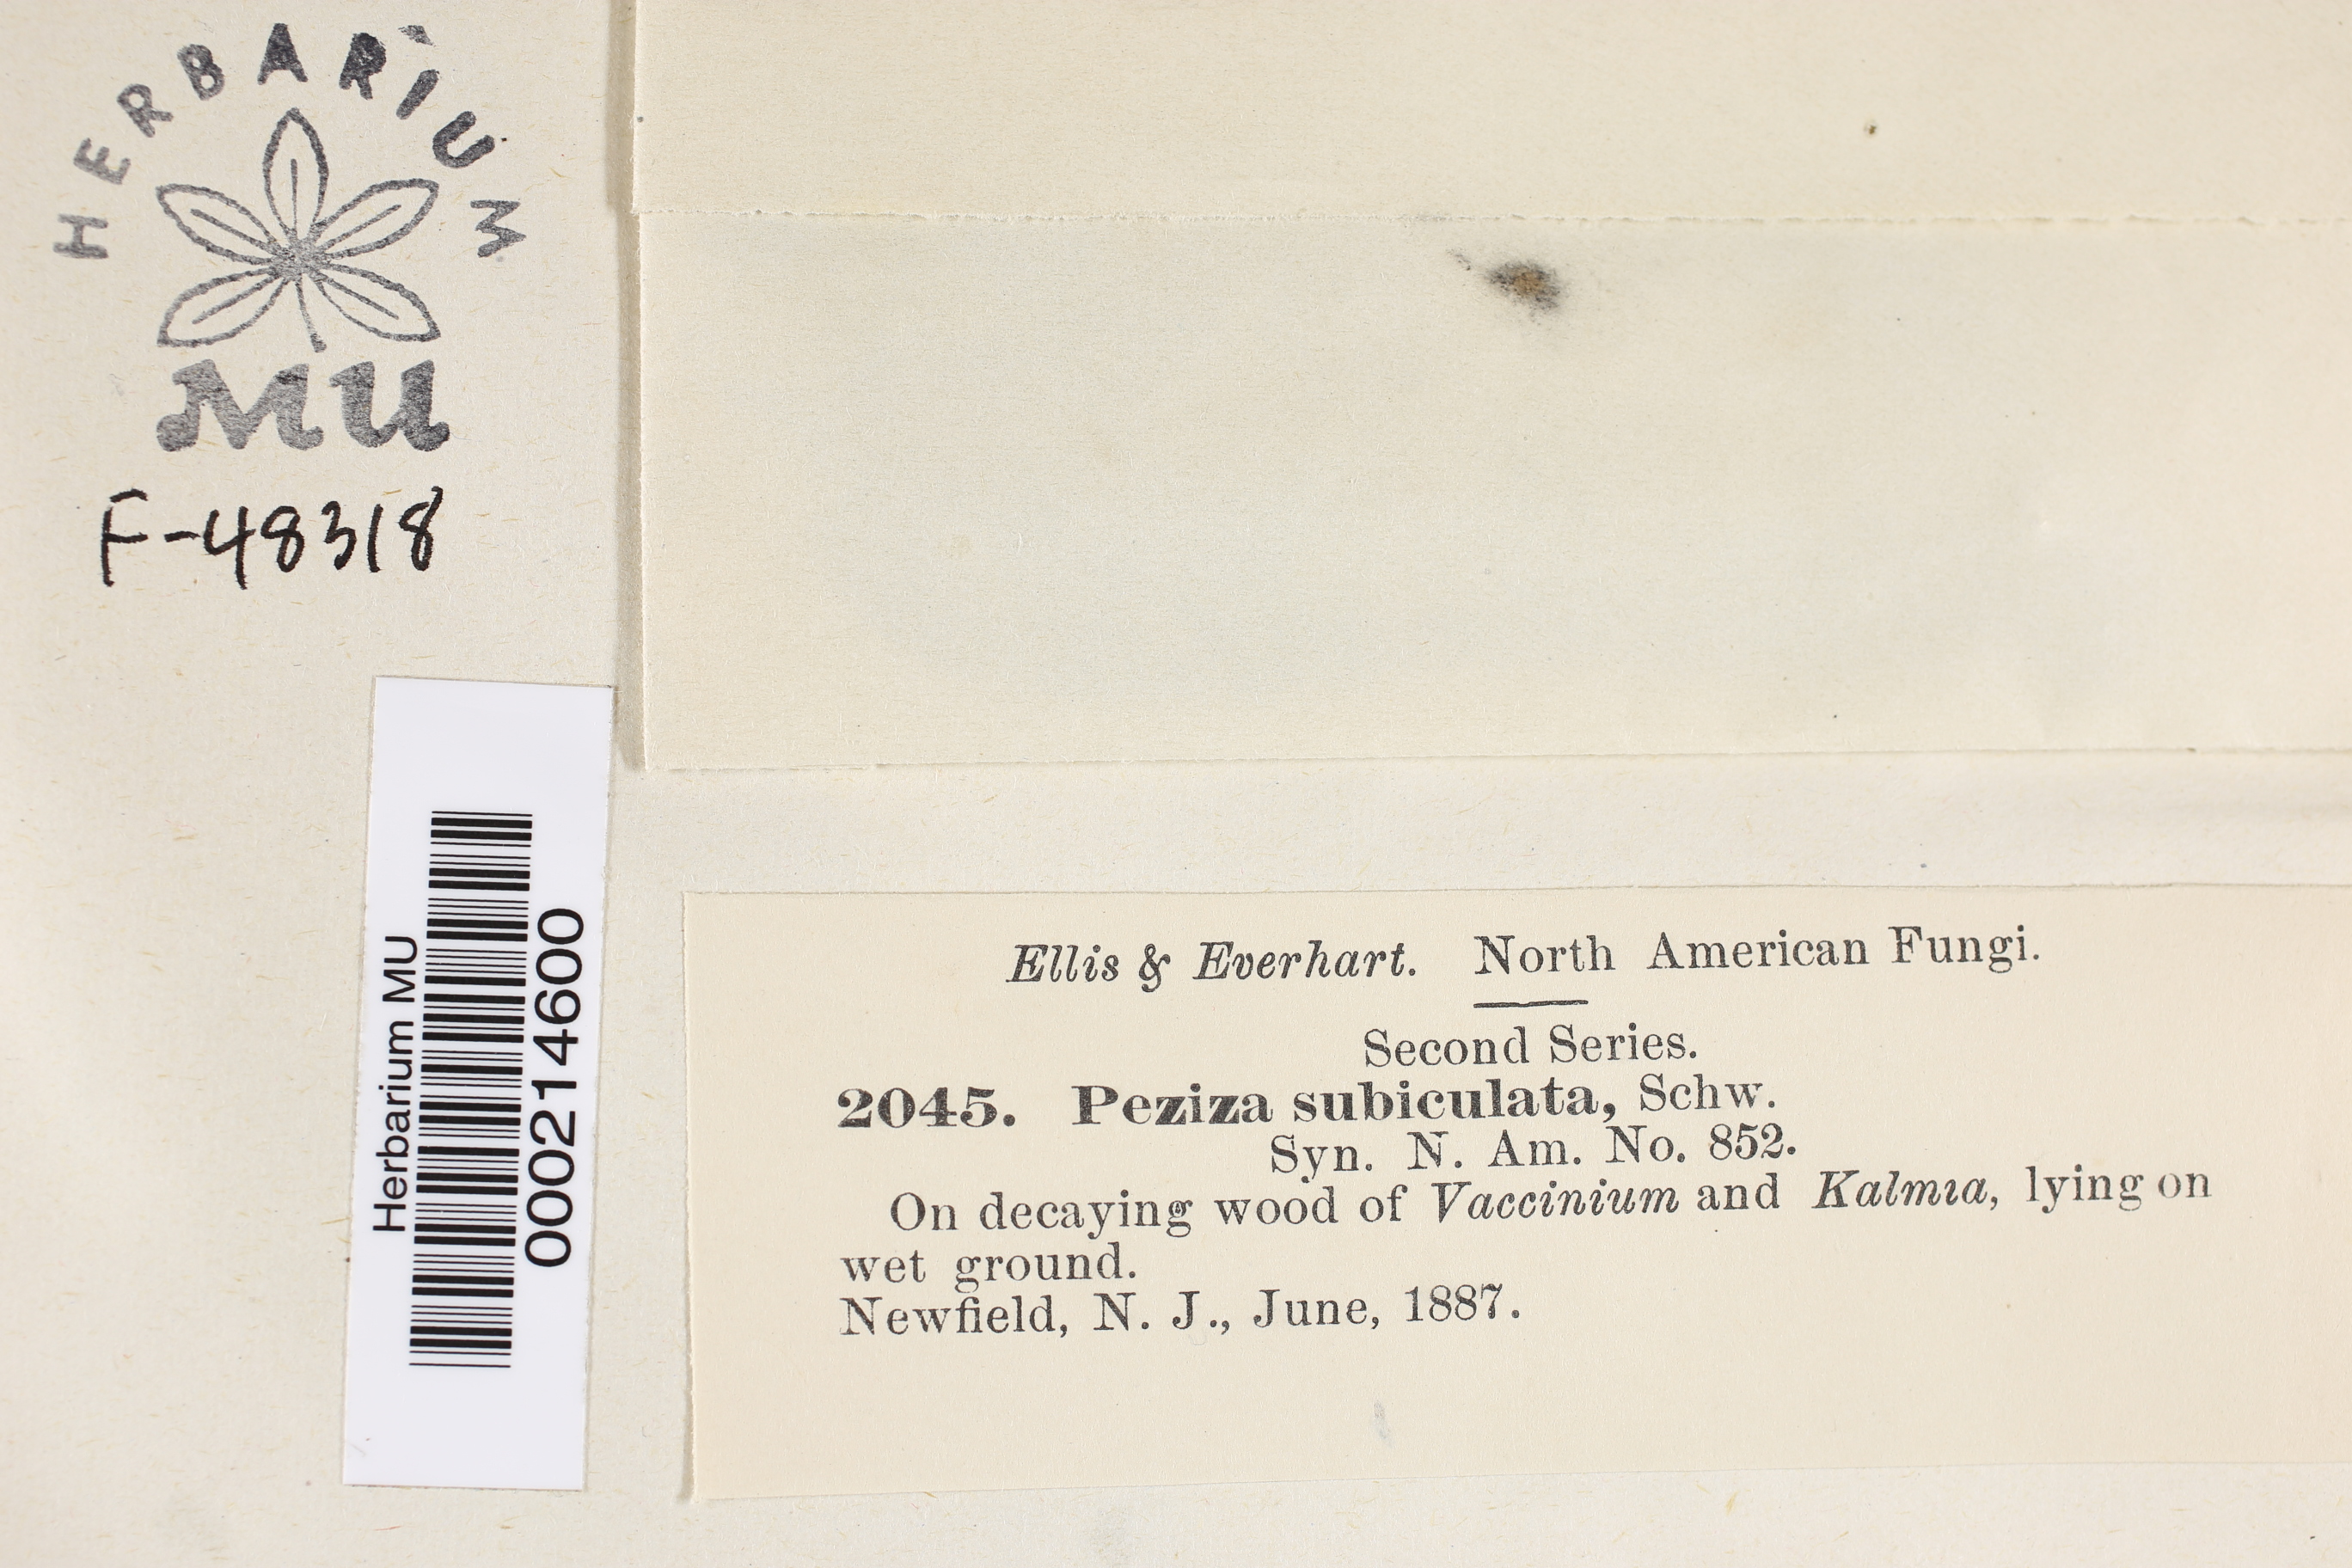 HERBARIUM
MU
F-48318
Herbarium MU
000214600
Ellis & Everhart. North American Fungi.
Second Series.
2045. Peziza subiculata, Schw.
Syn. N. Am. No. 852.
On decaying wood of Vaccinium and Kalmia, lying on
wet ground.
Newfield, N. J., June, 1887.